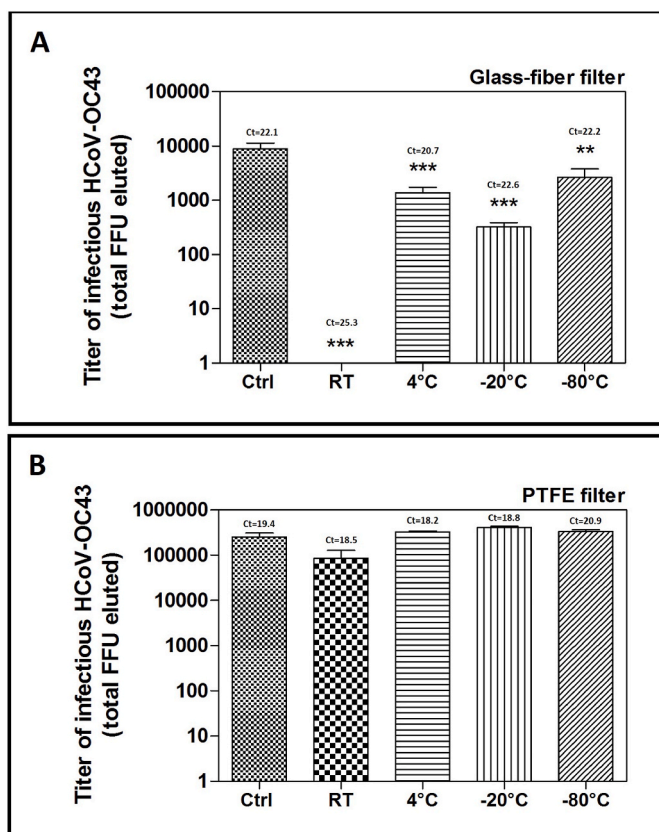 A
Glass-fiber filter
Titer of infectious HCoV-OC43
(total FFU eluted)
100000
10000
1000
100
10
1
Ct=22.1
Ct=25.3
***
Ct=20.7
***
Ct=22.6
***
Ct=22.2
**
Ctrl RT 4°C -20°C -80°C
B
PTFE filter
Titer of infectious HCoV-OC43
(total FFU eluted)
1000000
100000
10000
1000
100
10
1
Ct=19.4
Ct=18.5
Ct=18.2
Ct=18.8
Ct=20.9
Ctrl RT 4°C -20°C -80°C